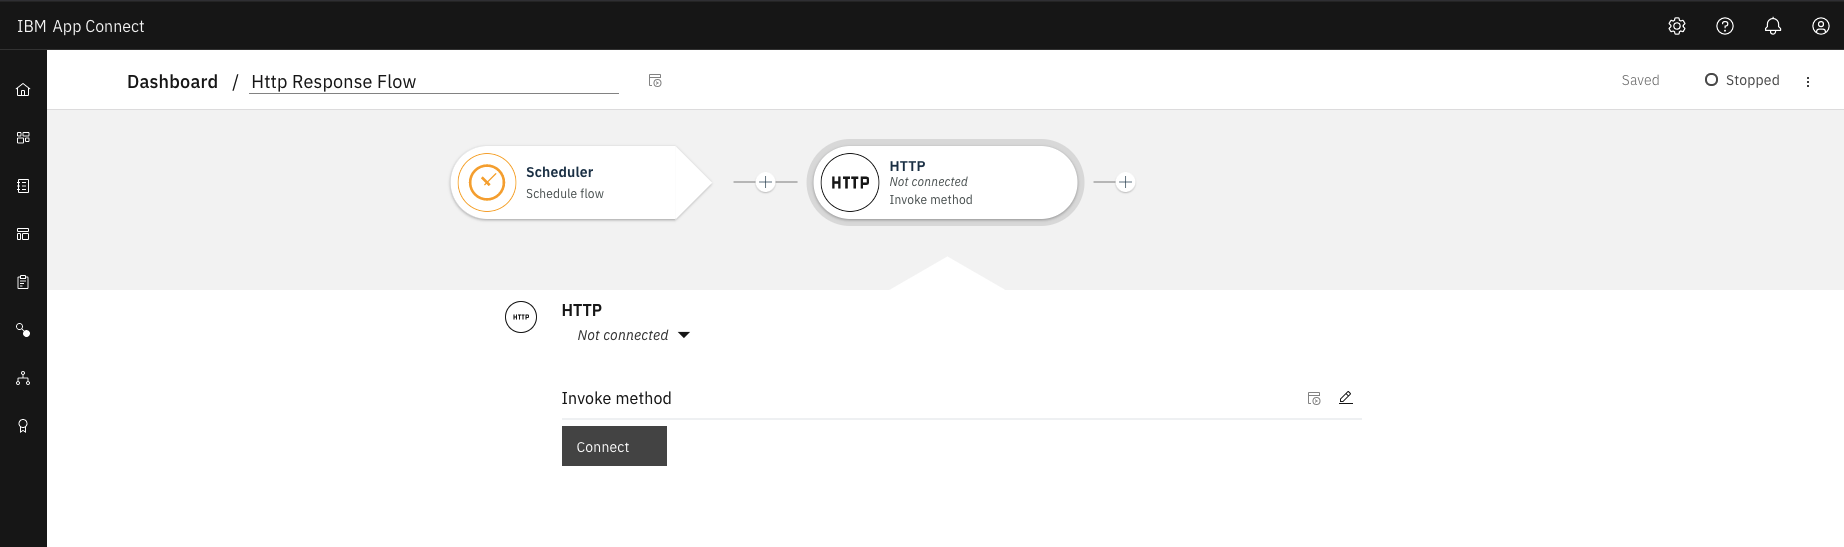 IBM App Connect
Dashboard / Http Response Flow
Saved
Stopped
Scheduler
Schedule flow
HTTP
HTTP
Not connected
Invoke method
HTTP
HTTP
Not connected
Invoke method
Connect